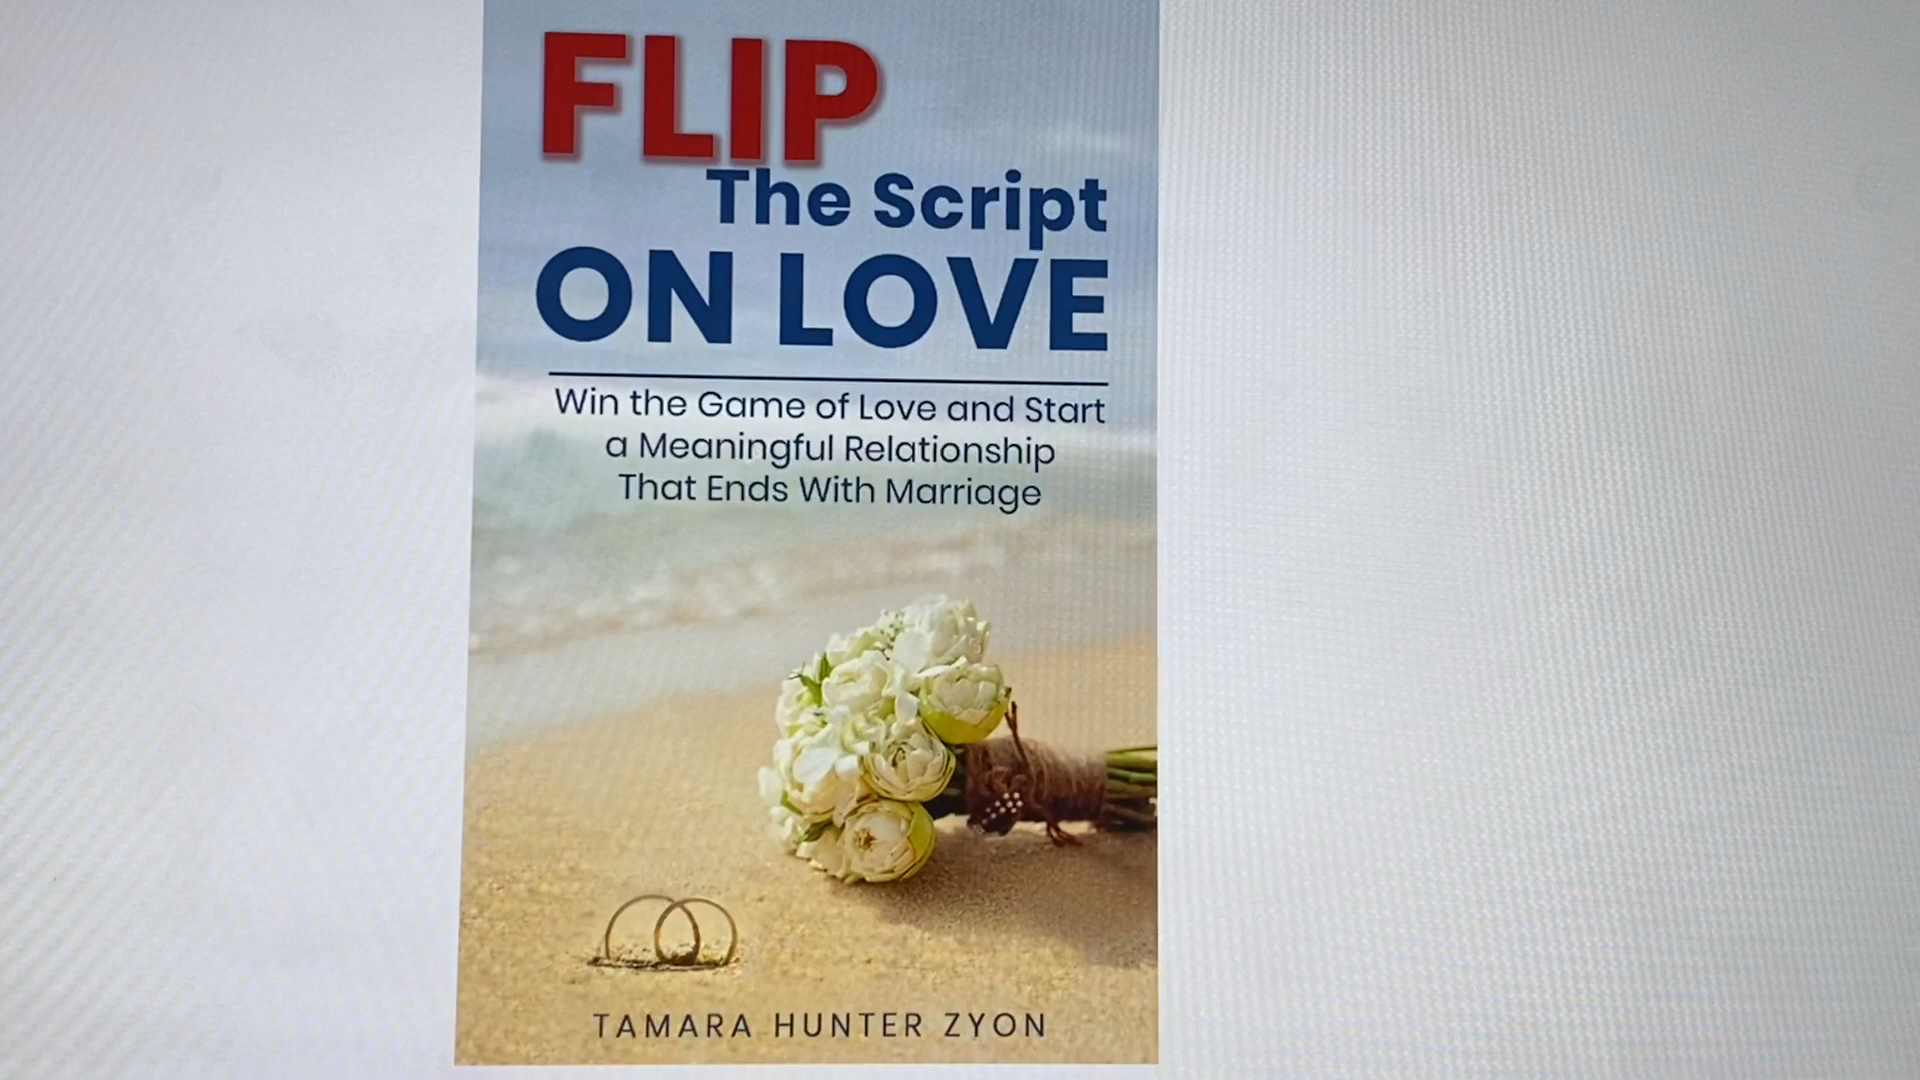 FLIP
The Script
ON LOVE
Win the Game of Love and Start
a Meaningful Relationship
That Ends With Marriage
TAMARA HUNTER ZYON